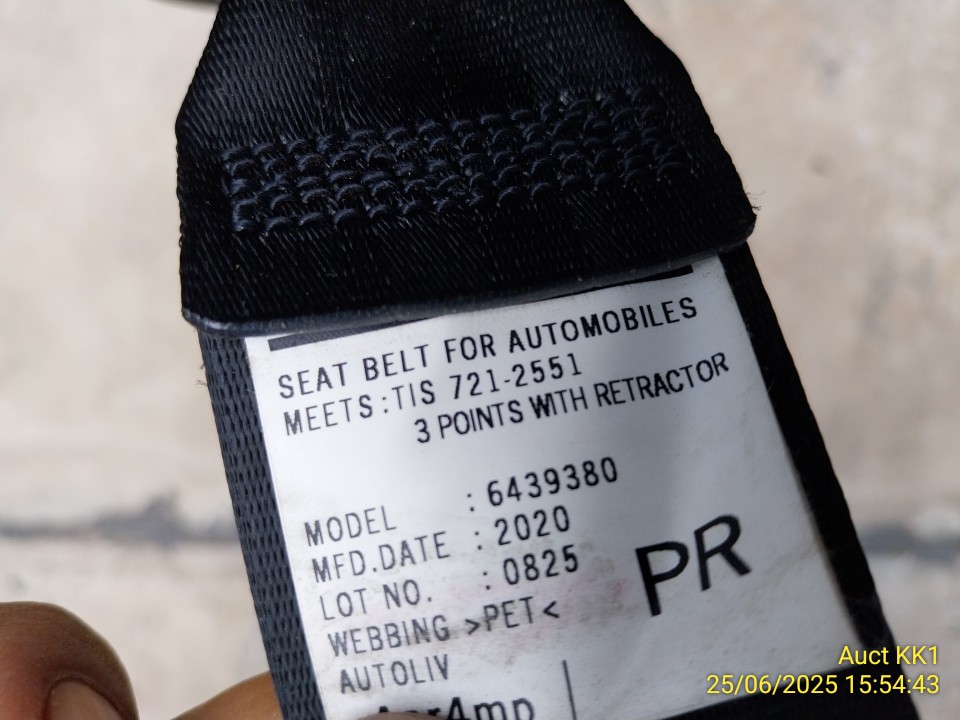 SEAT BELT FOR AUTOMOBILES
MEETS:TIS 721-2551
3 POINTS WITH RETRACTOR
MODEL : 6439380
MFD.DATE : 2020
LOT NO. : 0825
WEBBING >PET<
PR
AUTOLIV
Auct KK1
25/06/2025 15:54:43